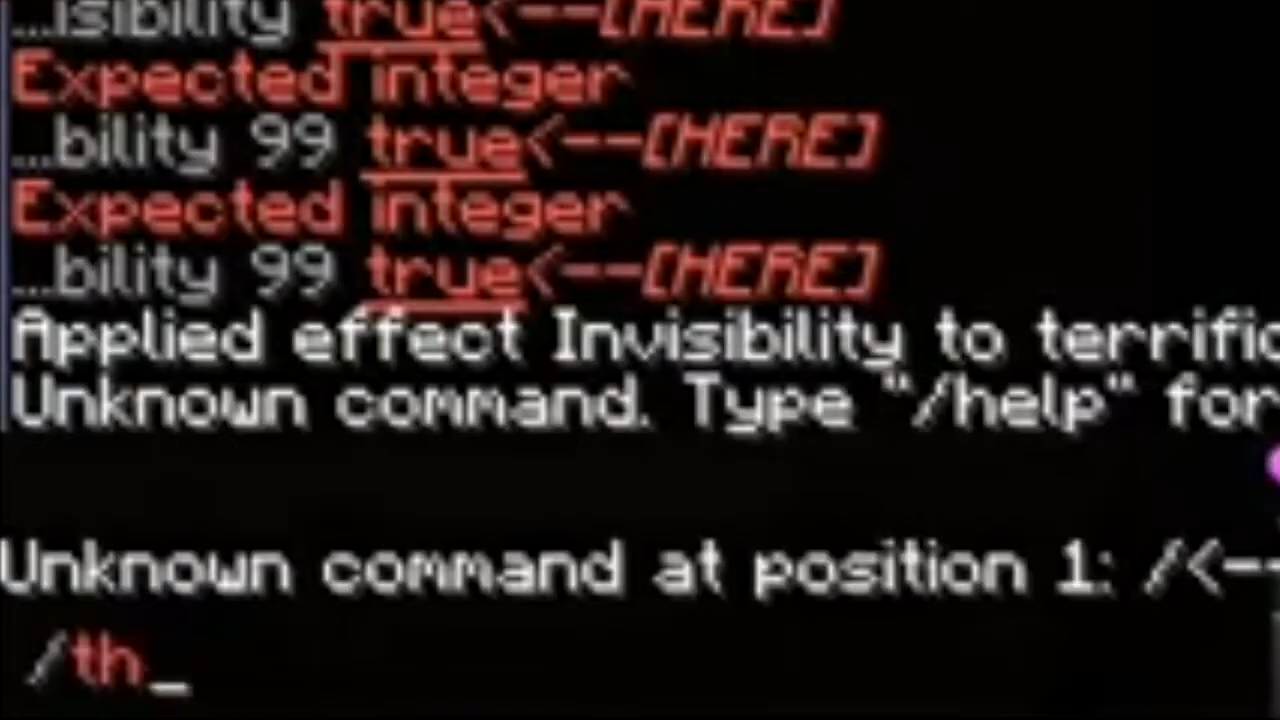 ...isibility true<--[HERE]
Expected integer
...bility 99 true<--[HERE]
Expected integer
...bility 99 true<--[HERE]
Applied effect Invisibility to terrific
Unknown command. Type "/help" for
Unknown command at position 1: /<--
/th_